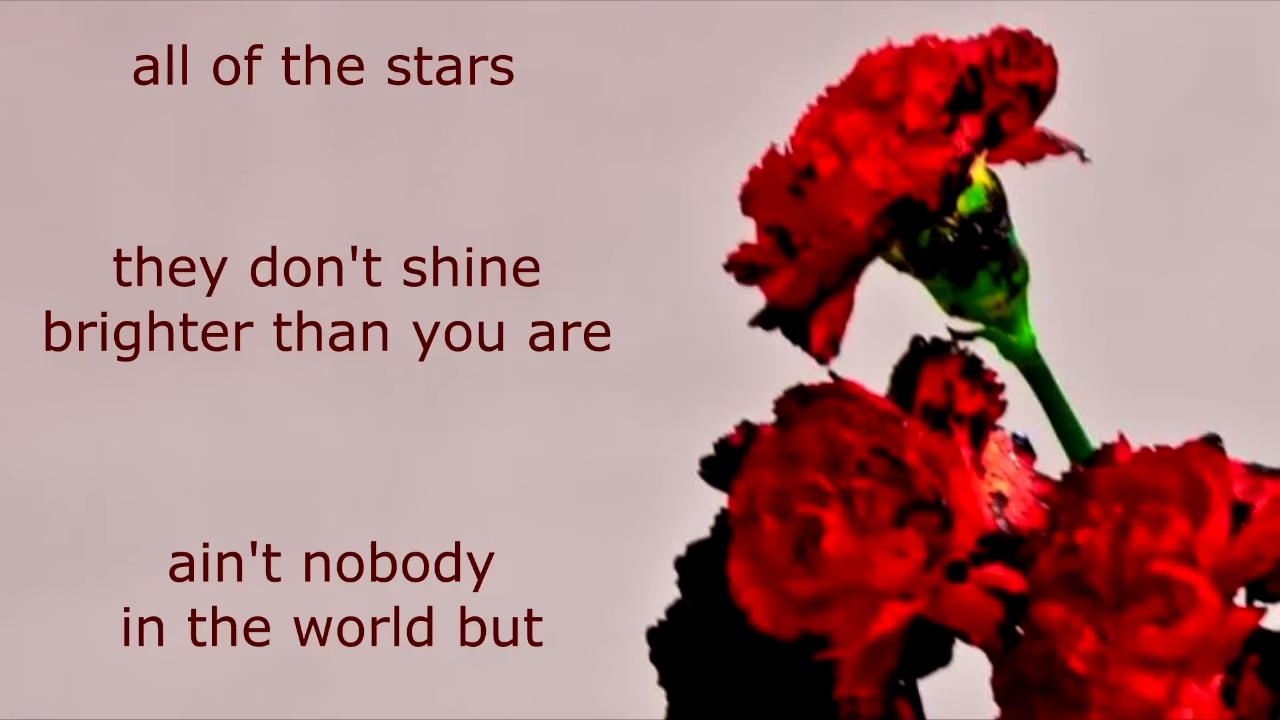 all of the stars
they don't shine
brighter than you are
ain't nobody
in the world but